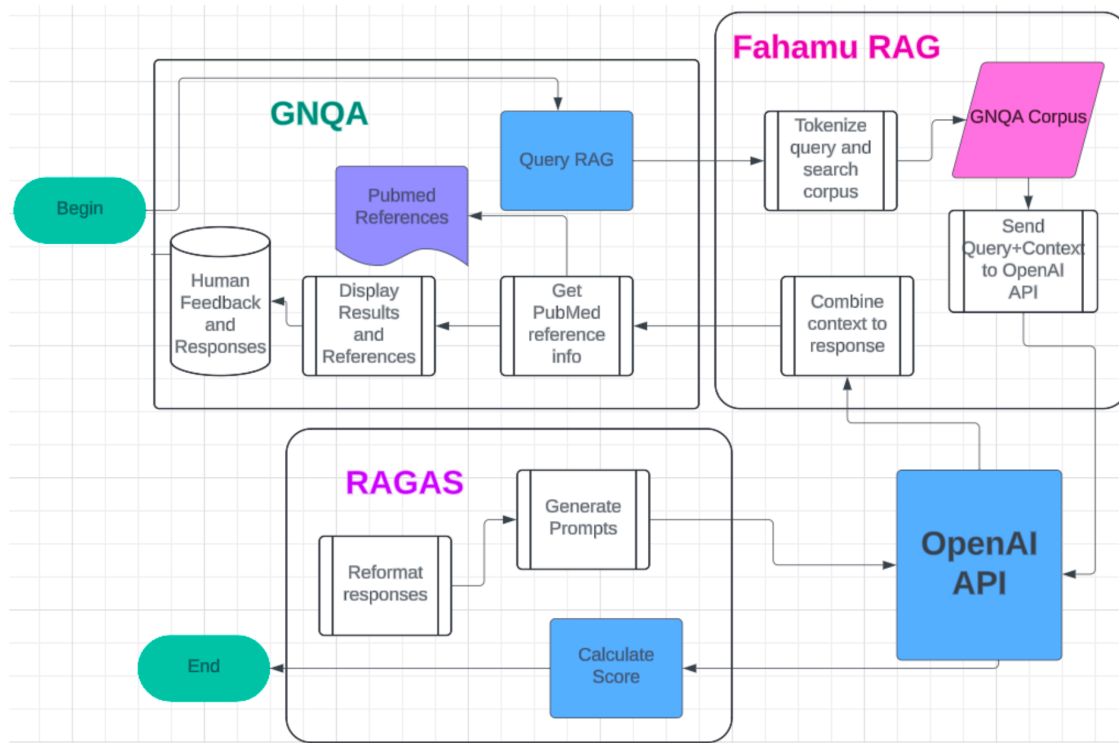 Fahamu RAG
GNQA
GNQA Corpus
Tokenize
query and
search
corpus
Query RAG
Pubmed
References
Begin
Send
Query+Context
to OpenAI
API
Human
Feedback
and
Responses
Display
Results
and
References
Get
PubMed
reference
info
Combine
context to
response
RAGAS
Generate
Prompts
OpenAI
API
Reformat
responses
Calculate
Score
End